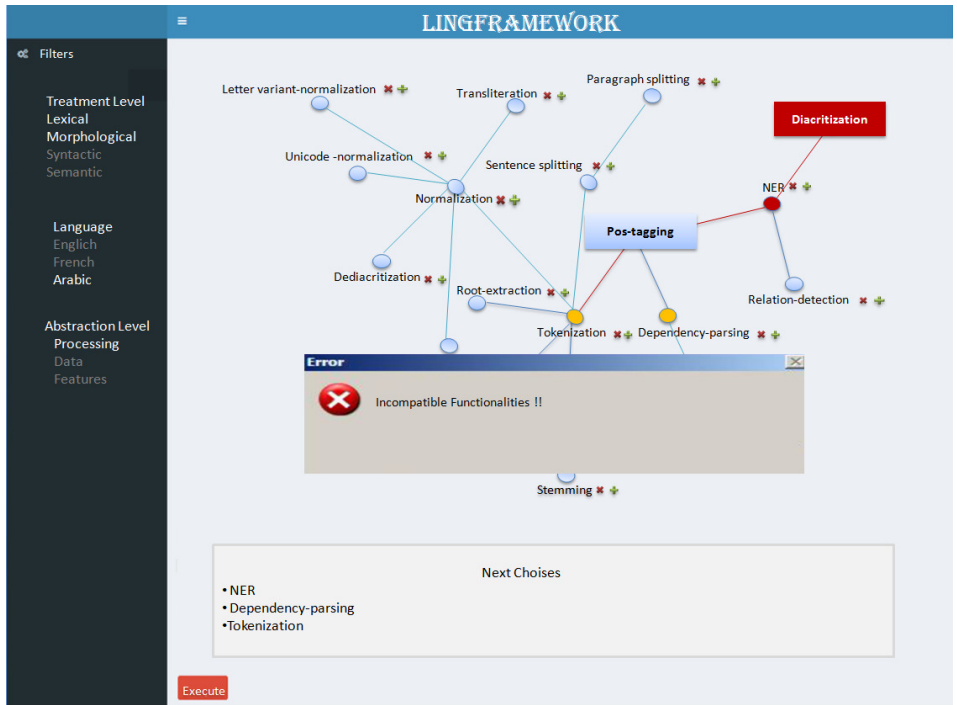 LINGFRAMEWORK
Filters
Treatment Level
Lexical
Morphological
Syntactic
Semantic
Language
Englich
French
Arabic
Abstraction Level
Processing
Data
Features
Letter variant-normalization
Transliteration
Paragraph splitting
Diacritization
Unicode -normalization
Sentence splitting
NER
Normalization
Pos-tagging
Dediacritization
Root-extraction
Relation-detection
Tokenization
Dependency-parsing
Error
Incompatible Functionalities !!
Stemming
Next Choises
• NER
• Dependency-parsing
•Tokenization
Execute